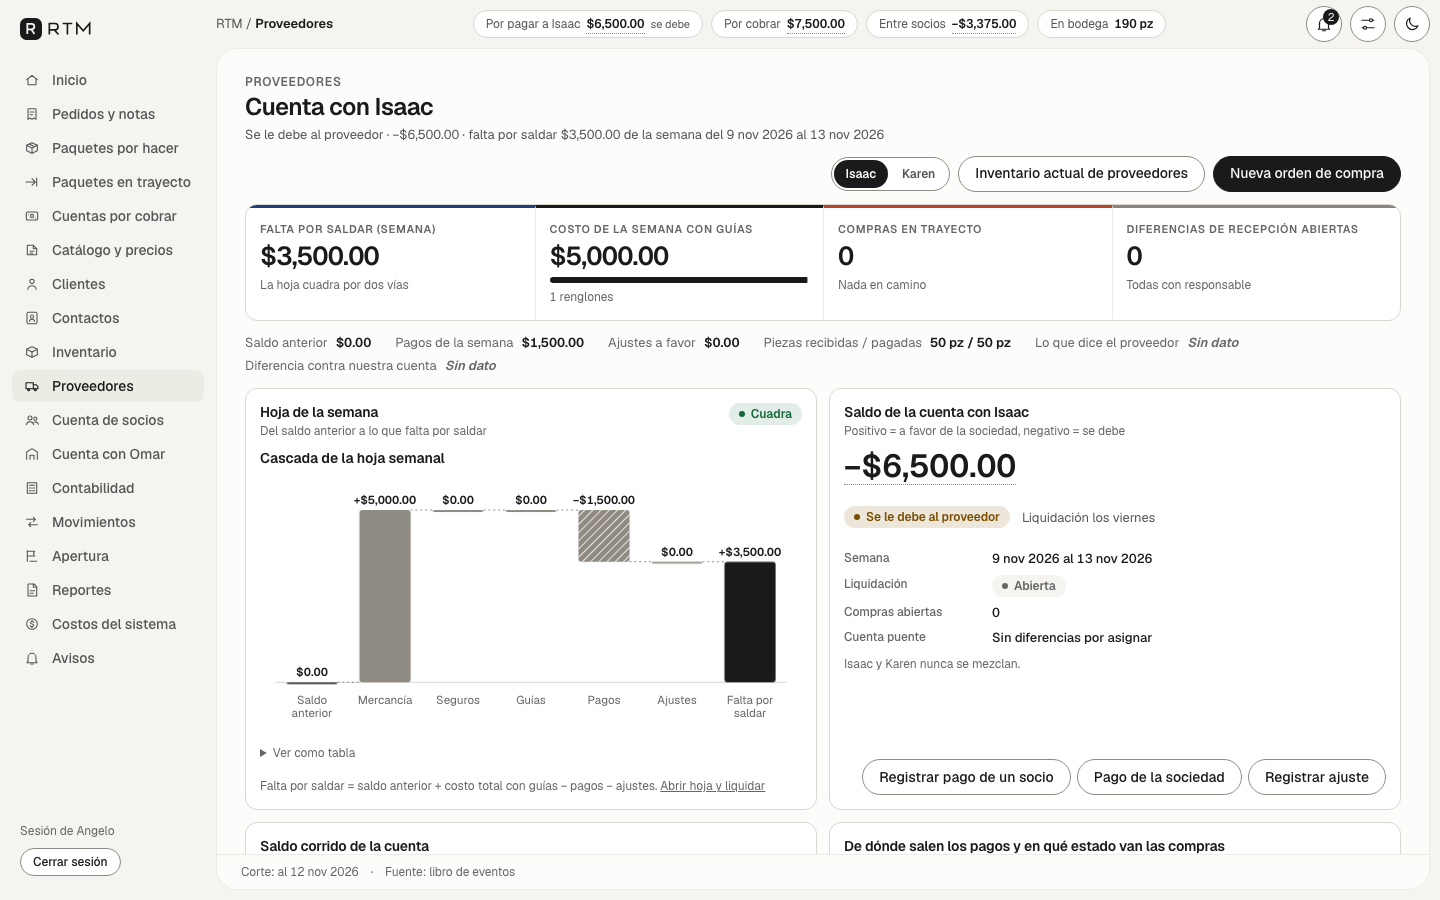 R RTM
Inicio
Pedidos y notas
Paquetes por hacer
Paquetes en trayecto
Cuentas por cobrar
Catálogo y precios
Clientes
Contactos
Inventario
Proveedores
Cuenta de socios
Cuenta con Omar
Contabilidad
Movimientos
Apertura
Reportes
Costos del sistema
Avisos
Sesión de Angelo
Cerrar sesión
RTM / Proveedores
Por pagar a Isaac $6,500.00 se debe
Por cobrar $7,500.00
Entre socios −$3,375.00
En bodega 190 pz
2
PROVEEDORES
Cuenta con Isaac
Se le debe al proveedor · −$6,500.00 · falta por saldar $3,500.00 de la semana del 9 nov 2026 al 13 nov 2026
Isaac Karen
Inventario actual de proveedores
Nueva orden de compra
FALTA POR SALDAR (SEMANA)
$3,500.00
La hoja cuadra por dos vías
COSTO DE LA SEMANA CON GUÍAS
$5,000.00
1 renglones
COMPRAS EN TRAYECTO
0
Nada en camino
DIFERENCIAS DE RECEPCIÓN ABIERTAS
0
Todas con responsable
Saldo anterior $0.00 Pagos de la semana $1,500.00 Ajustes a favor $0.00 Piezas recibidas / pagadas 50 pz / 50 pz Lo que dice el proveedor Sin dato
Diferencia contra nuestra cuenta Sin dato
Hoja de la semana
Cuadra
Del saldo anterior a lo que falta por saldar
Cascada de la hoja semanal
+$5,000.00 $0.00 $0.00 −$1,500.00
$0.00 +$3,500.00
$0.00
Saldo anterior
Mercancía
Seguros
Guías
Pagos
Ajustes
Falta por saldar
Ver como tabla
Falta por saldar = saldo anterior + costo total con guías − pagos − ajustes. Abrir hoja y liquidar
Saldo de la cuenta con Isaac
Positivo = a favor de la sociedad, negativo = se debe
−$6,500.00
Se le debe al proveedor Liquidación los viernes
Semana 9 nov 2026 al 13 nov 2026
Liquidación Abierta
Compras abiertas 0
Cuenta puente Sin diferencias por asignar
Isaac y Karen nunca se mezclan.
Registrar pago de un socio
Pago de la sociedad
Registrar ajuste
Saldo corrido de la cuenta
De dónde salen los pagos y en qué estado van las compras
Corte: al 12 nov 2026 · Fuente: libro de eventos